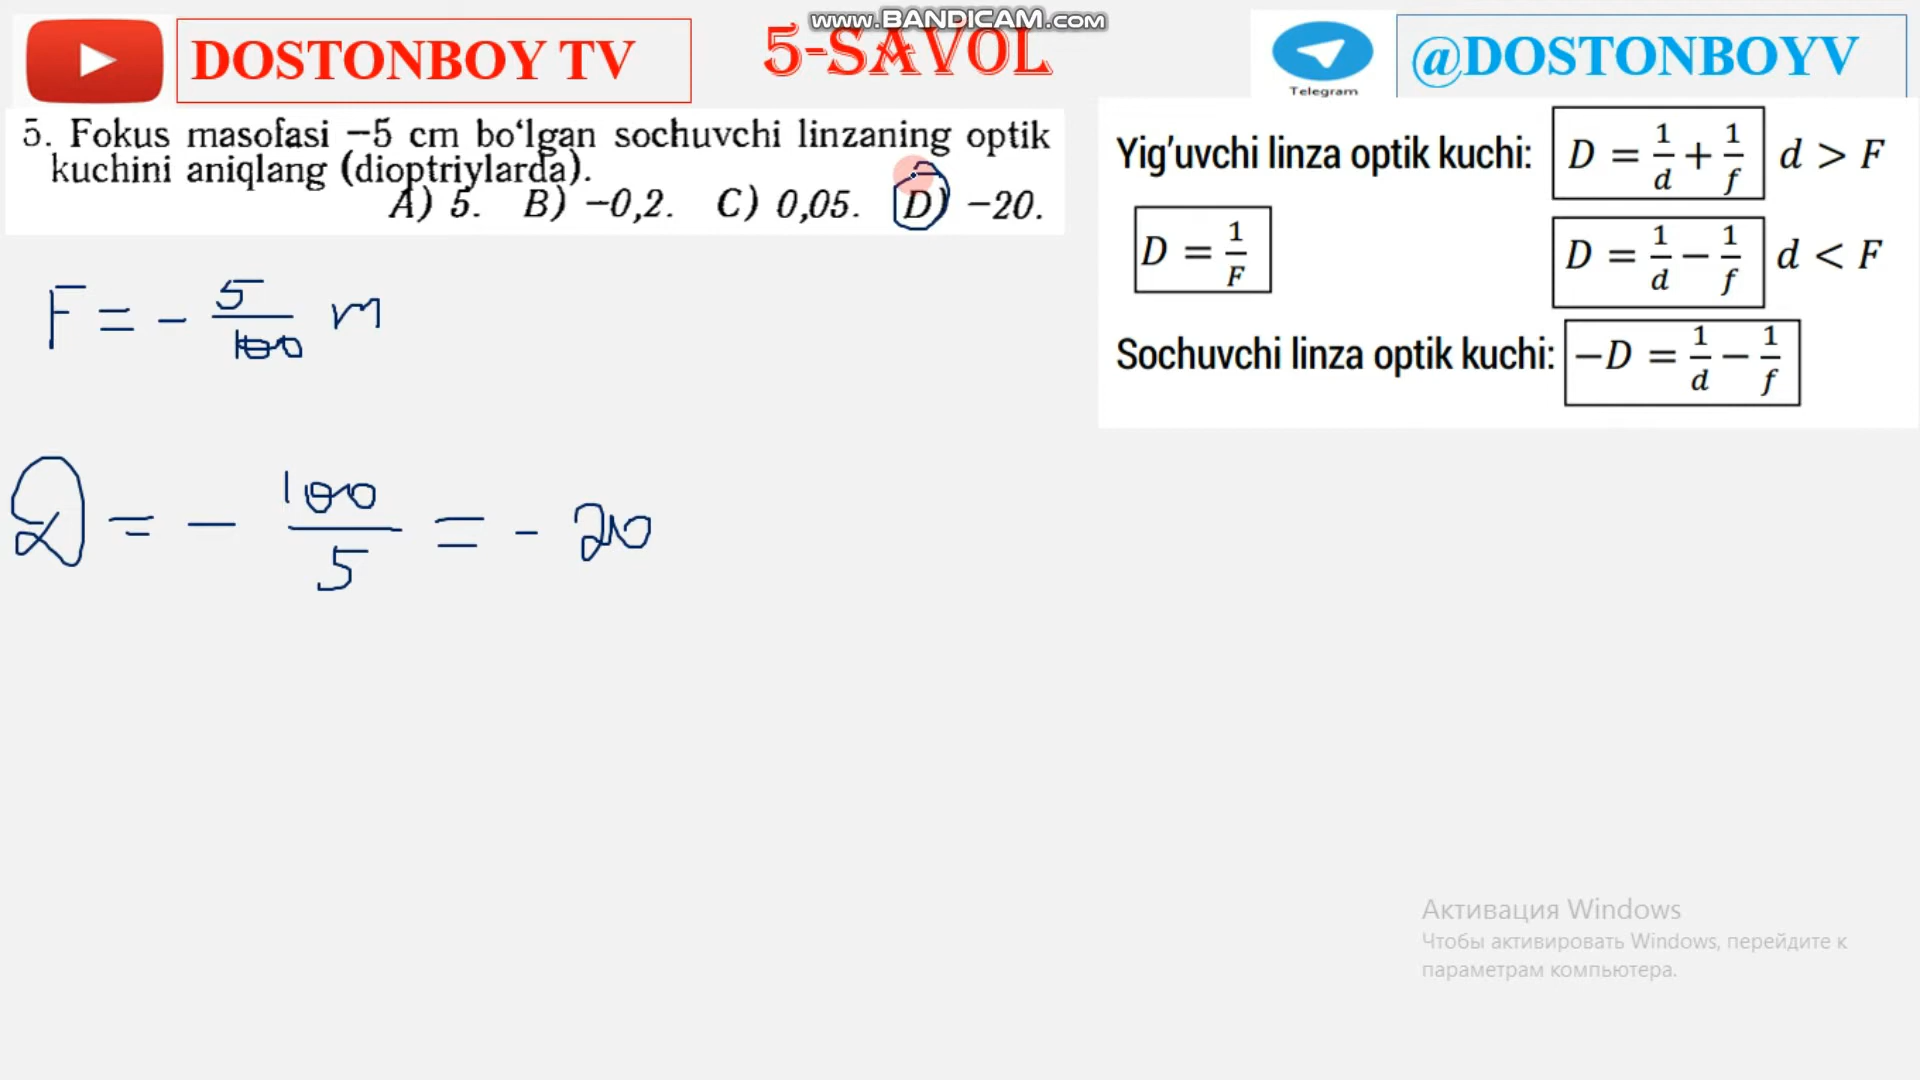 www.BANDICAM.com
DOSTONBOY TV
5-SAVOL
Telegram
@DOSTONBOYV
5. Fokus masofasi −5 cm bo‘lgan sochuvchi linzaning optik
kuchini aniqlang (dioptriylarda).
A) 5. B) −0,2. C) 0,05. D) −20.
Yig’uvchi linza optik kuchi: D = 1/d + 1/f d > F
D = 1/F
D = 1/d − 1/f d < F
Sochuvchi linza optik kuchi: −D = 1/d − 1/f
F = - 5/100 m
D = - 100/5 = - 20
Активация Windows
Чтобы активировать Windows, перейдите к
параметрам компьютера.